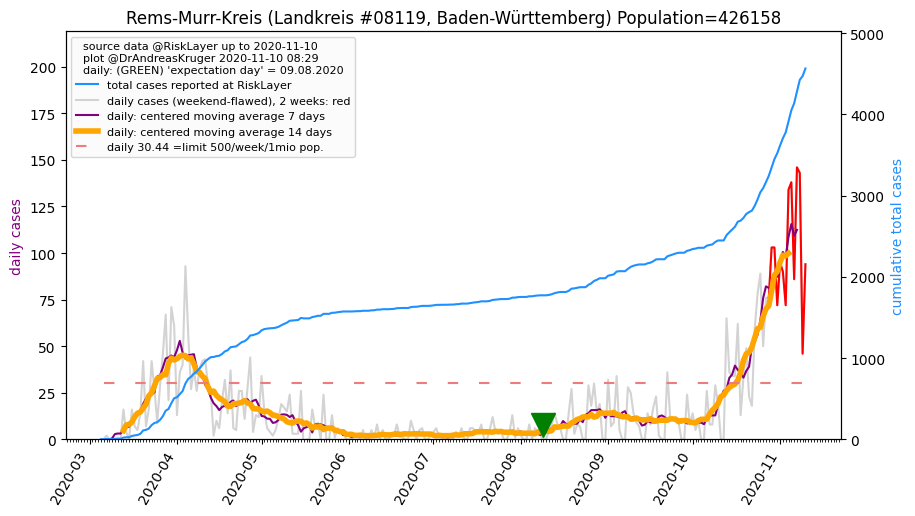 Rems-Murr-Kreis (Landkreis #08119, Baden-Württemberg) Population=426158
source data @RiskLayer up to 2020-11-10
plot @DrAndreasKruger 2020-11-10 08:29
daily: (GREEN) 'expectation day' = 09.08.2020
total cases reported at RiskLayer
daily cases (weekend-flawed), 2 weeks: red
daily: centered moving average 7 days
daily: centered moving average 14 days
daily 30.44 =limit 500/week/1mio pop.
daily cases
200
175
150
125
100
75
50
25
0
cumulative total cases
5000
4000
3000
2000
1000
0
2020-03
2020-04
2020-05
2020-06
2020-07
2020-08
2020-09
2020-10
2020-11